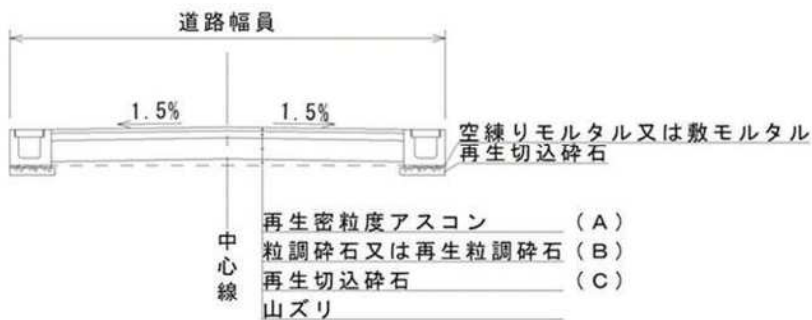 道路幅員
1.5%
1.5%
空練りモルタル又は敷モルタル
再生切込砕石
再生密粒度アスコン (A)
粒調砕石又は再生粒調砕石 (B)
再生切込砕石 (C)
山ズリ
中心線